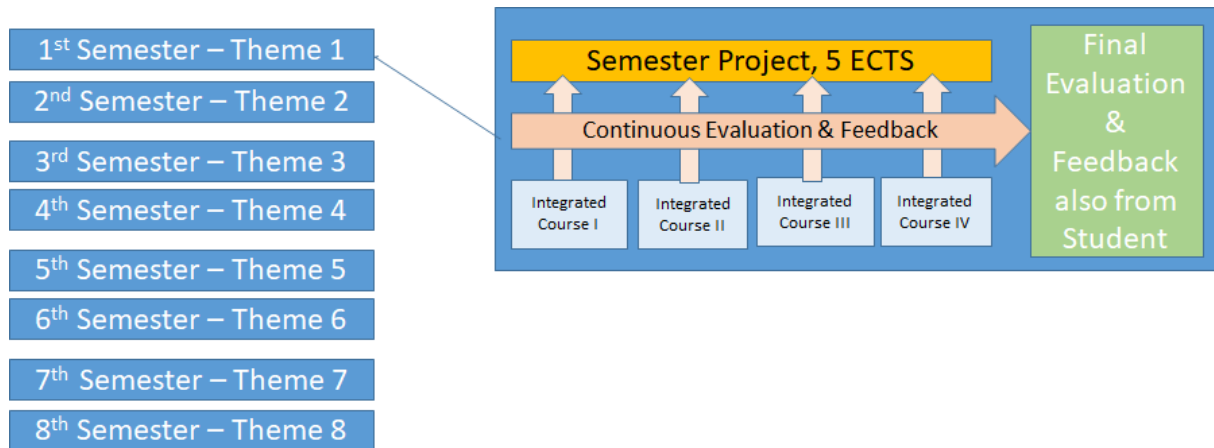 1st Semester – Theme 1
2nd Semester – Theme 2
3rd Semester – Theme 3
4th Semester – Theme 4
5th Semester – Theme 5
6th Semester – Theme 6
7th Semester – Theme 7
8th Semester – Theme 8
Semester Project, 5 ECTS
Continuous Evaluation & Feedback
Integrated
Course I
Integrated
Course II
Integrated
Course III
Integrated
Course IV
Final
Evaluation
&
Feedback
also from
Student